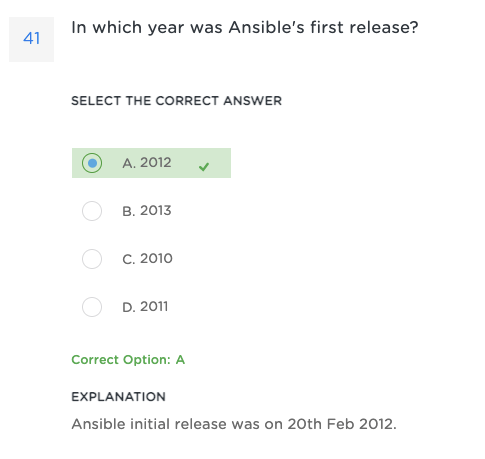 41
In which year was Ansible's first release?
SELECT THE CORRECT ANSWER
A. 2012
B. 2013
C. 2010
D. 2011
Correct Option: A
EXPLANATION
Ansible initial release was on 20th Feb 2012.